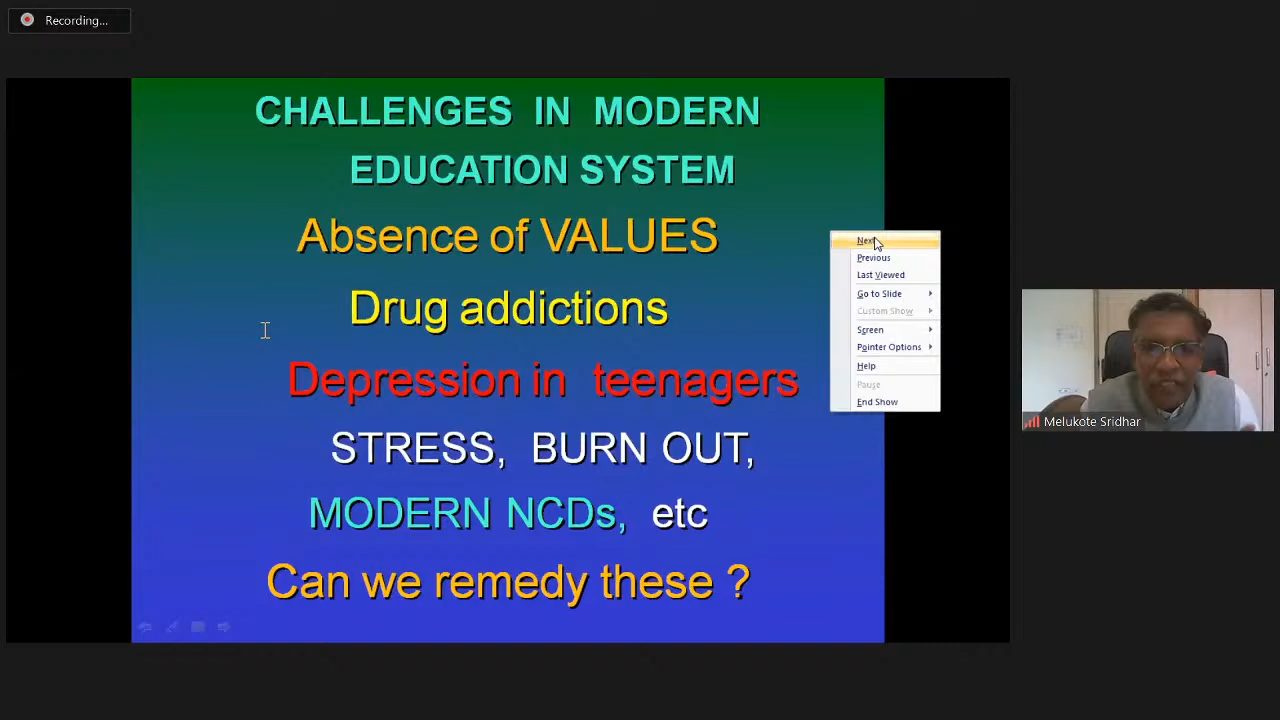 Recording...
CHALLENGES IN MODERN
EDUCATION SYSTEM
Absence of VALUES
Drug addictions
Depression in teenagers
STRESS, BURN OUT,
MODERN NCDs, etc
Can we remedy these ?
Next
Previous
Last Viewed
Go to Slide
Custom Show
Screen
Pointer Options
Help
Pause
End Show
Melukote Sridhar